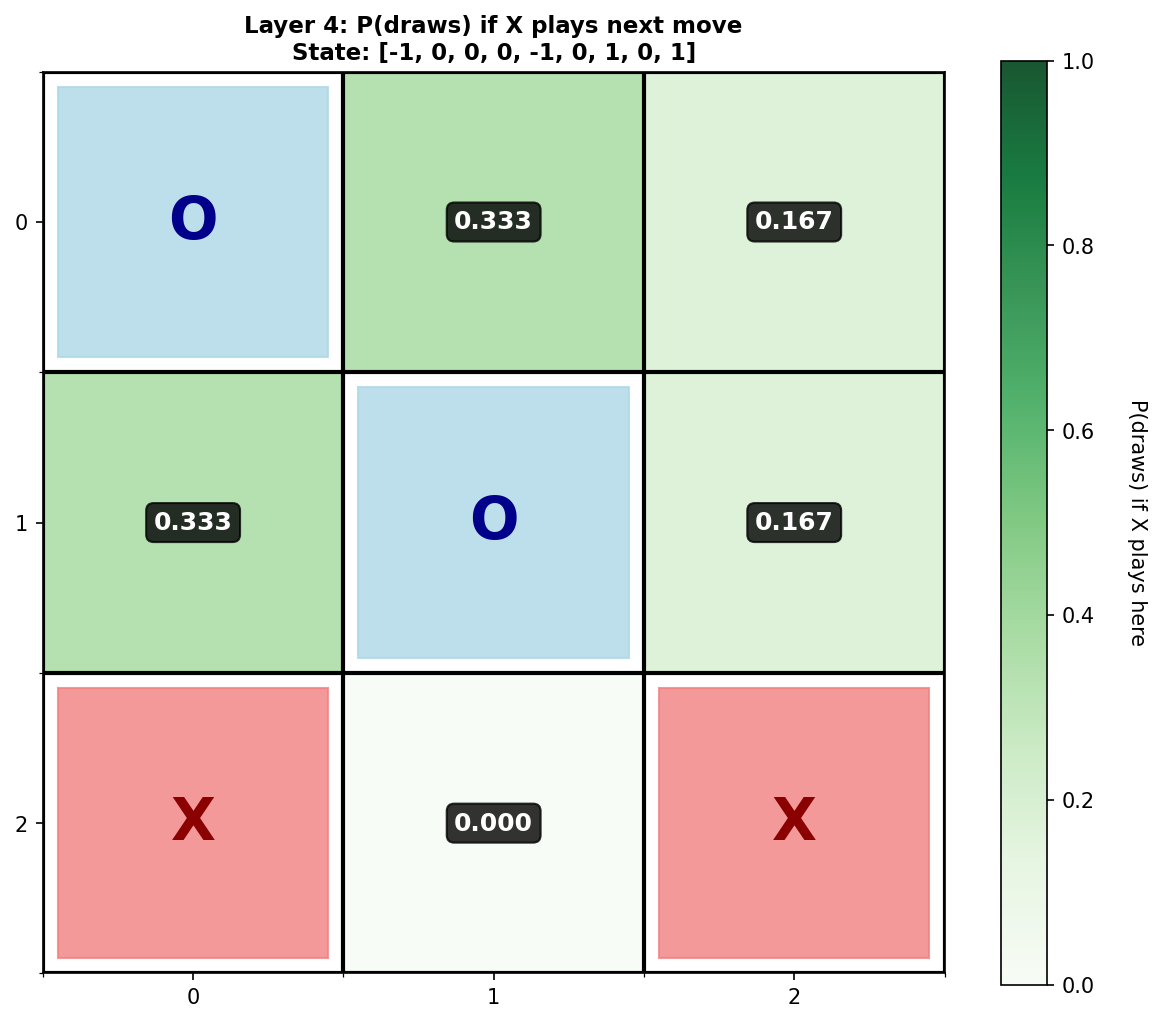 Layer 4: P(draws) if X plays next move
State: [-1, 0, 0, 0, -1, 0, 1, 0, 1]
0
O
0.333
0.167
1
0.333
O
0.167
2
X
0.000
X
0
1
2
1.0
0.8
0.6
0.4
0.2
0.0
P(draws) if X plays here